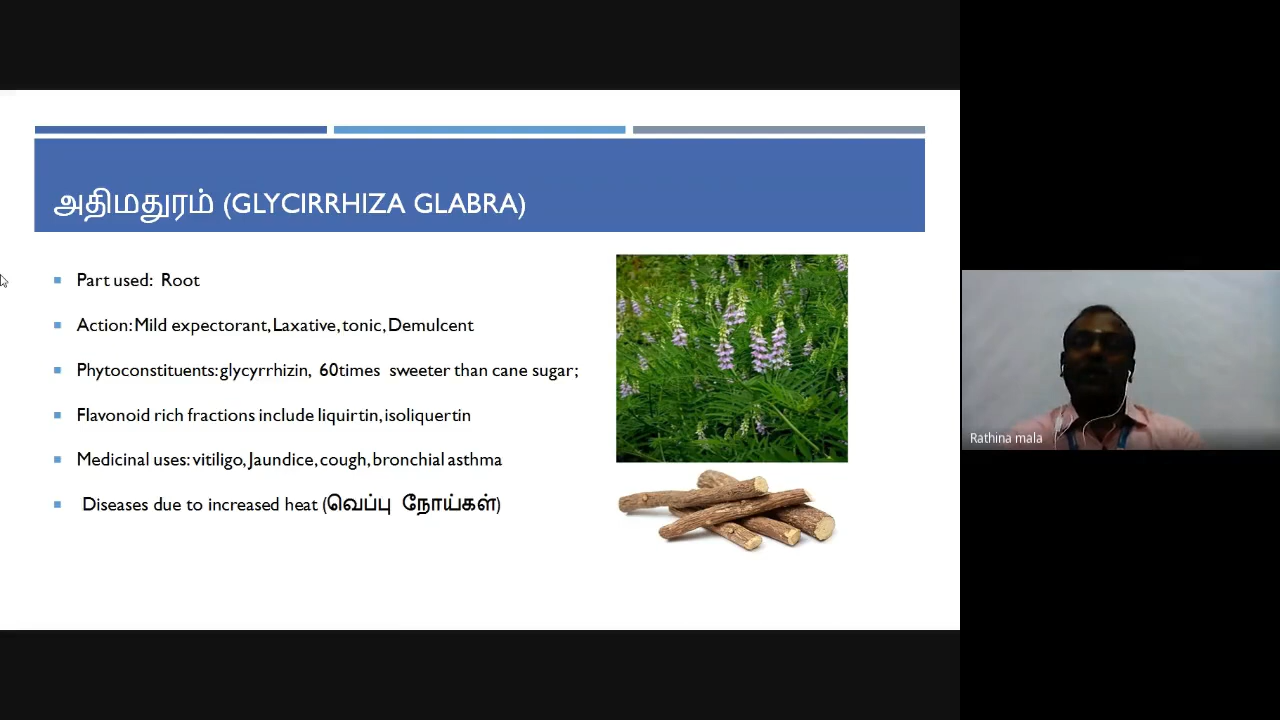 அதிமதுரம் (GLYCIRRHIZA GLABRA)
Part used: Root
Action: Mild expectorant, Laxative, tonic, Demulcent
Phytoconstituents: glycyrrhizin, 60times sweeter than cane sugar;
Flavonoid rich fractions include liquirtin, isoliquertin
Medicinal uses: vitiligo, Jaundice, cough, bronchial asthma
Diseases due to increased heat (வெப்பு நோய்கள்)
Rathina mala